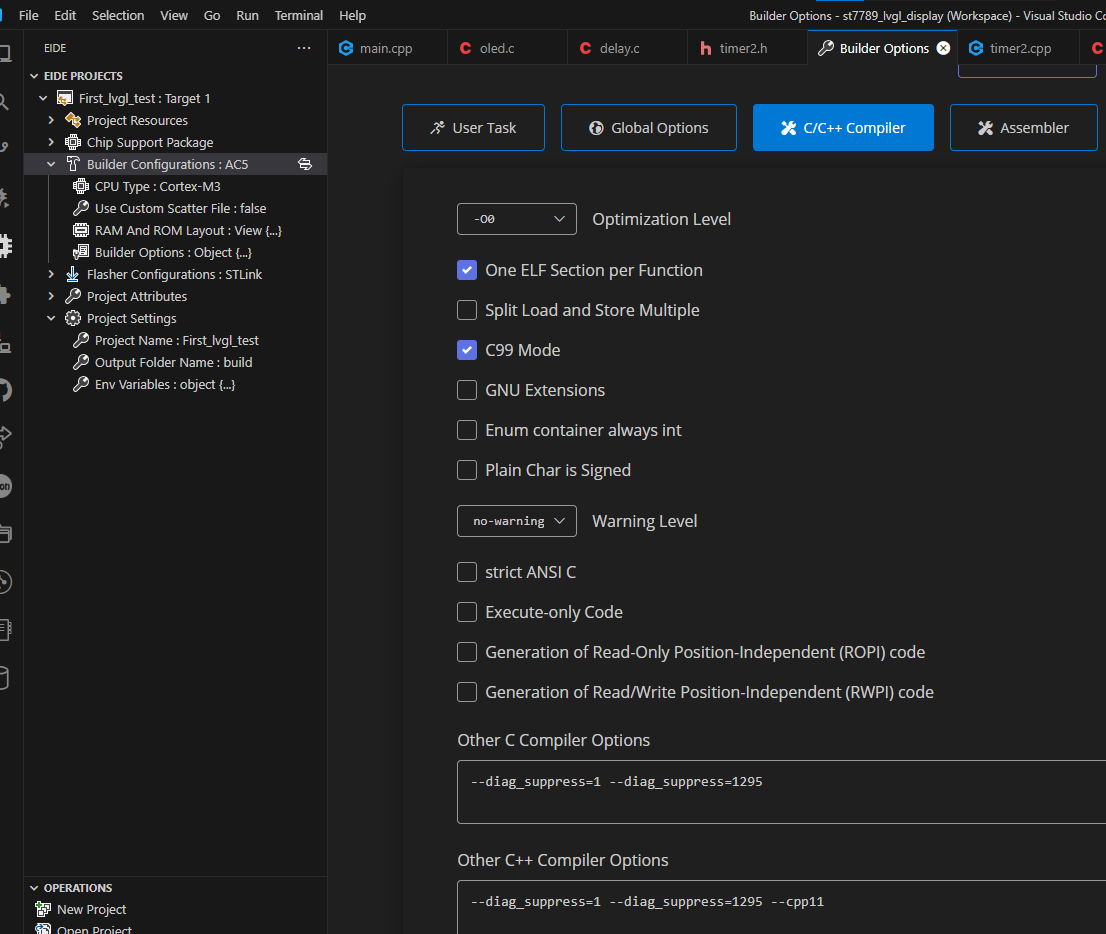 File Edit Selection View Go Run Terminal Help
Builder Options - st7789_lvgl_display (Workspace) - Visual Studio Co
EIDE
main.cpp
oled.c
delay.c
timer2.h
Builder Options
timer2.cpp
EIDE PROJECTS
First_lvgl_test : Target 1
Project Resources
Chip Support Package
Builder Configurations : AC5
CPU Type : Cortex-M3
Use Custom Scatter File : false
RAM And ROM Layout : View {...}
Builder Options : Object {...}
Flasher Configurations : STLink
Project Attributes
Project Settings
Project Name : First_lvgl_test
Output Folder Name : build
Env Variables : object {...}
User Task
Global Options
C/C++ Compiler
Assembler
-O0 Optimization Level
One ELF Section per Function
Split Load and Store Multiple
C99 Mode
GNU Extensions
Enum container always int
Plain Char is Signed
no-warning Warning Level
strict ANSI C
Execute-only Code
Generation of Read-Only Position-Independent (ROPI) code
Generation of Read/Write Position-Independent (RWPI) code
Other C Compiler Options
--diag_suppress=1 --diag_suppress=1295
Other C++ Compiler Options
--diag_suppress=1 --diag_suppress=1295 --cpp11
OPERATIONS
New Project
Open Project